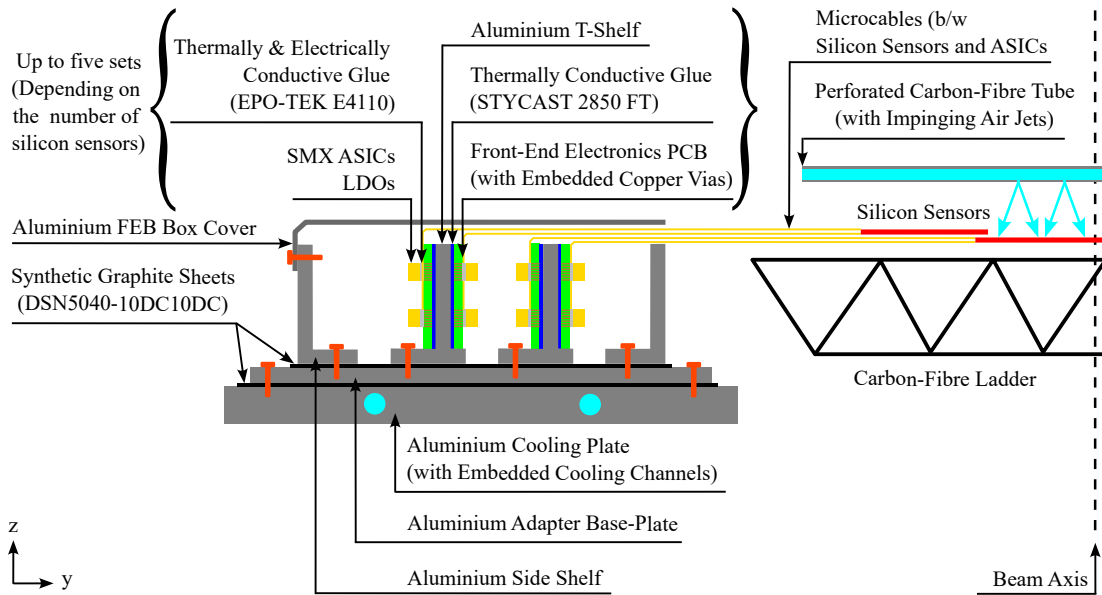 Up to five sets
(Depending on
the number of
silicon sensors)
Thermally & Electrically
Conductive Glue
(EPO-TEK E4110)
SMX ASICs
LDOs
Aluminium T-Shelf
Thermally Conductive Glue
(STYCAST 2850 FT)
Front-End Electronics PCB
(with Embedded Copper Vias)
Microcables (b/w
Silicon Sensors and ASICs)
Perforated Carbon-Fibre Tube
(with Impinging Air Jets)
Silicon Sensors
Aluminium FEB Box Cover
Synthetic Graphite Sheets
(DSN5040-10DC10DC)
Carbon-Fibre Ladder
Aluminium Cooling Plate
(with Embedded Cooling Channels)
Aluminium Adapter Base-Plate
Aluminium Side Shelf
Beam Axis
z
y